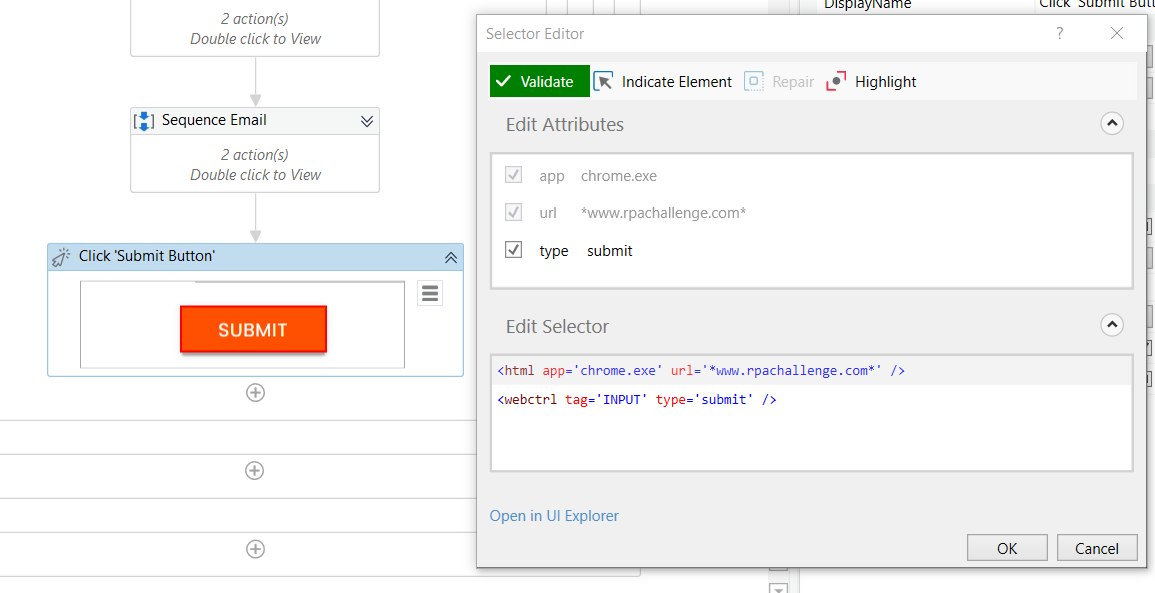 2 action(s)
Double click to View
Sequence Email
2 action(s)
Double click to View
Click 'Submit Button'
SUBMIT
DisplayName
Click 'Submit Butt
Selector Editor
?
Validate
Indicate Element
Repair
Highlight
Edit Attributes
app chrome.exe
url *www.rpachallenge.com*
type submit
Edit Selector
<html app='chrome.exe' url='*www.rpachallenge.com*' />
<webctrl tag='INPUT' type='submit' />
Open in UI Explorer
OK
Cancel